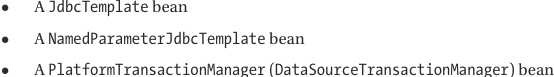 • A JdbcTemplate bean
• A NamedParameterJdbcTemplate bean
• A PlatformTransactionManager (DataSourceTransactionManager) bean